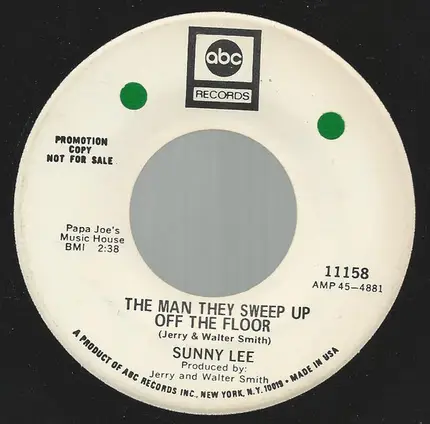 abc
RECORDS
PROMOTION
COPY
NOT FOR SALE
Papa Joe's
Music House
BMI 2:38
11158
AMP 45-4881
THE MAN THEY SWEEP UP
OFF THE FLOOR
(Jerry & Walter Smith)
SUNNY LEE
Produced by:
Jerry and Walter Smith
A PRODUCT OF ABC RECORDS INC., NEW YORK, N.Y. 10019 • MADE IN USA